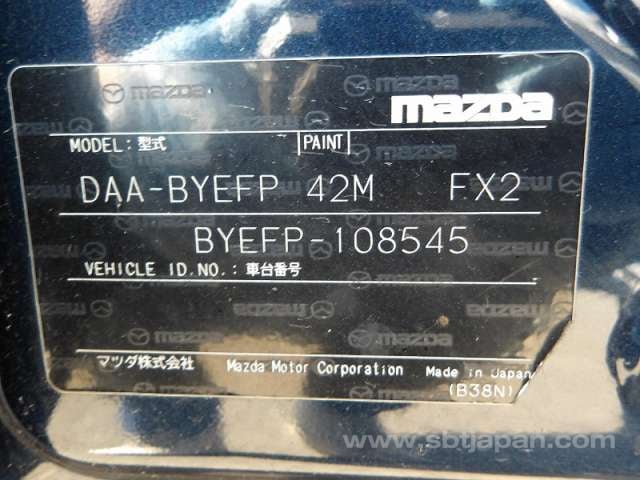 mazda
MODEL: 型式 PAINT
DAA-BYEFP 42M FX2
BYEFP-108545
VEHICLE ID.NO.: 車台番号
マツダ株式会社 Mazda Motor Corporation Made in Japan
(B38N)
www.sbtjapan.com